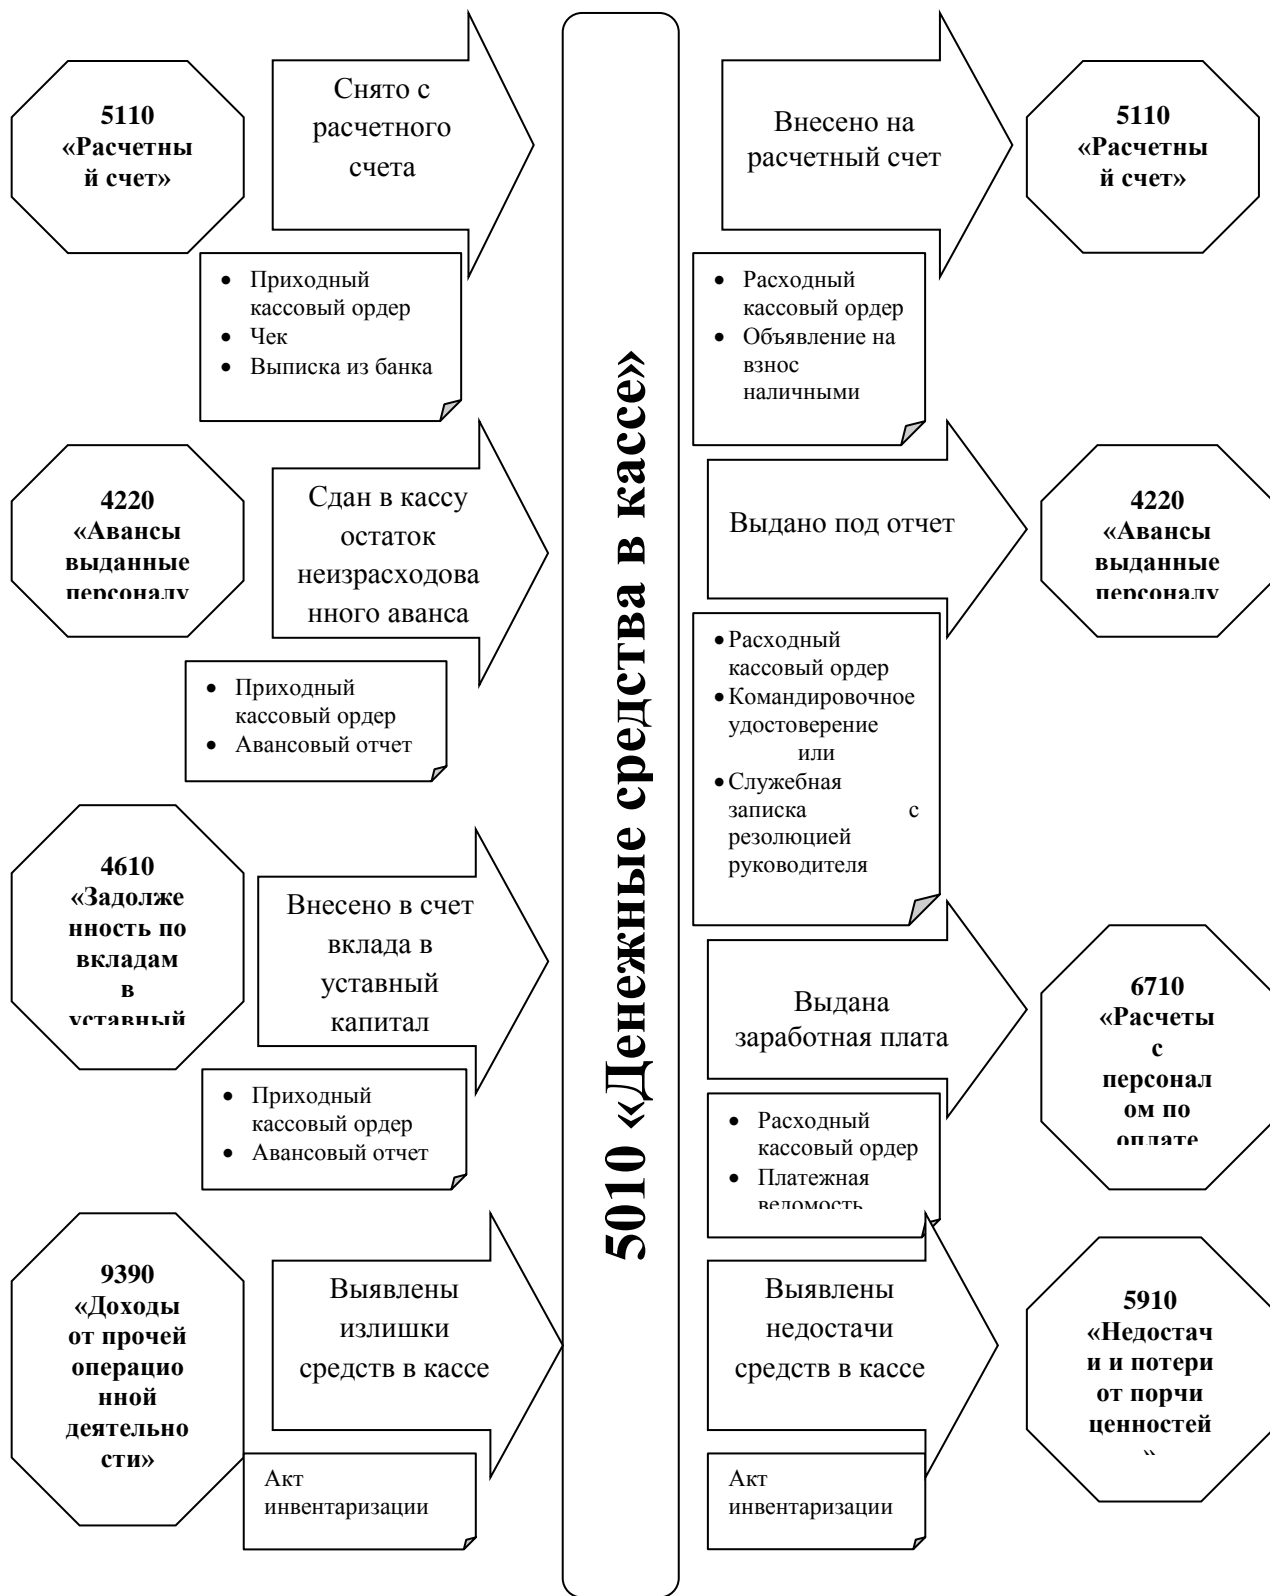 5110
«Расчетны
й счет»
Снято с
расчетного
счета
• Приходный
кассовый ордер
• Чек
• Выписка из банка
4220
«Авансы
выданные
персоналу
Сдан в кассу
остаток
неизрасходова
нного аванса
• Приходный
кассовый ордер
• Авансовый отчет
4610
«Задолже
нность по
вкладам
в
уставный
Внесено в счет
вклада в
уставный
капитал
• Приходный
кассовый ордер
• Авансовый отчет
9390
«Доходы
от прочей
операцио
нной
деятельно
сти»
Выявлены
излишки
средств в кассе
Акт
инвентаризации
5010 «Денежные средства в кассе»
Внесено на
расчетный счет
5110
«Расчетны
й счет»
• Расходный
кассовый ордер
• Объявление на
взнос
наличными
Выдано под отчет
4220
«Авансы
выданные
персоналу
• Расходный
кассовый ордер
• Командировочное
удостоверение
или
• Служебная
записка с
резолюцией
руководителя
Выдана
заработная плата
6710
«Расчеты
с
персонал
ом по
оплате
• Расходный
кассовый ордер
• Платежная
ведомость
Выявлены
недостачи
средств в кассе
5910
«Недостач
и и потери
от порчи
ценностей
»
Акт
инвентаризации